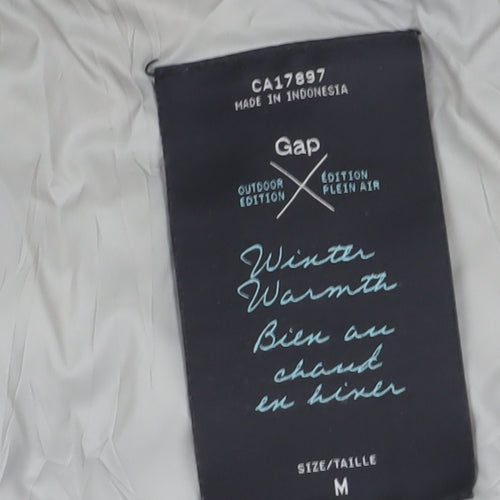 CA17897
MADE IN INDONESIA
Gap
OUTDOOR EDITION
ÉDITION PLEIN AIR
Winter
Warmth
Bien au
chaud
en hiver
SIZE/TAILLE
M